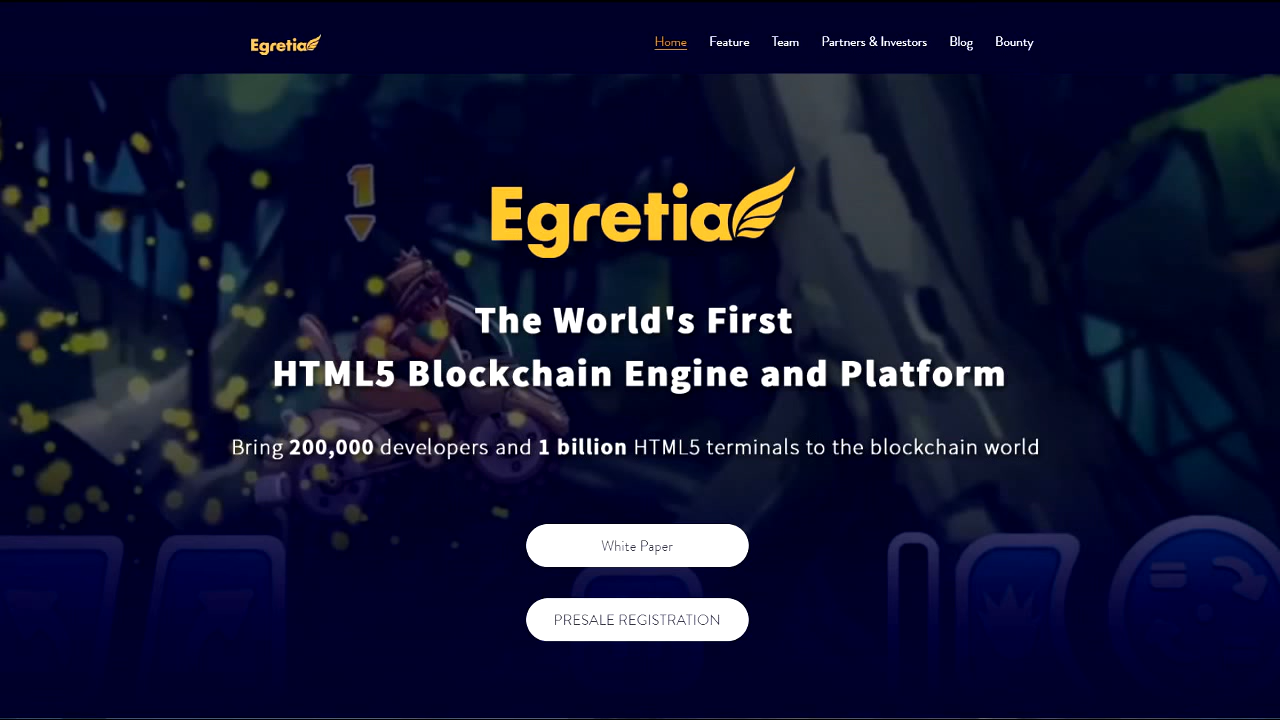 Egretia
Home Feature Team Partners & Investors Blog Bounty
1
Egretia
The World's First
HTML5 Blockchain Engine and Platform
Bring 200,000 developers and 1 billion HTML5 terminals to the blockchain world
White Paper
PRESALE REGISTRATION